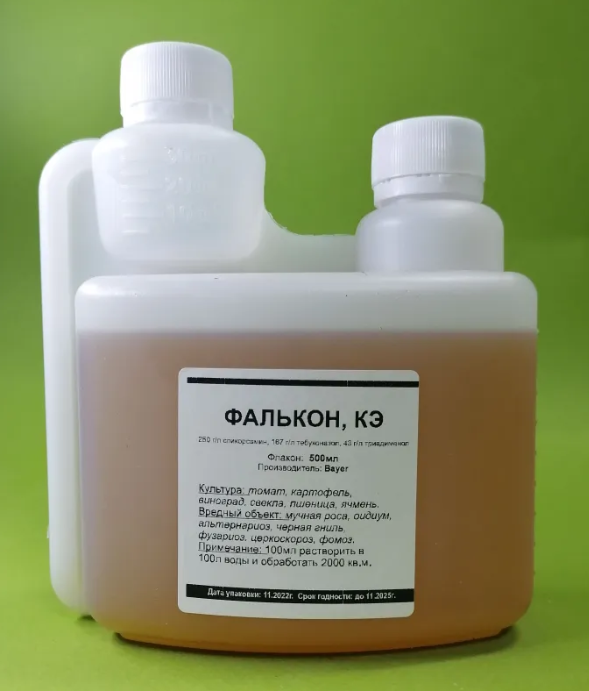 ФАЛЬКОН, КЭ
250 г/л спироксамин, 167 г/л тебуконазол, 43 г/л триадименол
Флакон: 500мл
Производитель: Bayer
Культура: томат, картофель,
виноград, свекла, пшеница, ячмень.
Вредный объект: мучная роса, оидиум,
альтернариоз, черная гниль,
фузариоз, церкоскороз, фомоз.
Примечание: 100мл растворить в
100л воды и обработать 2000 кв.м.
Дата упаковки: 11.2022г. Срок годности: до 11.2025г.